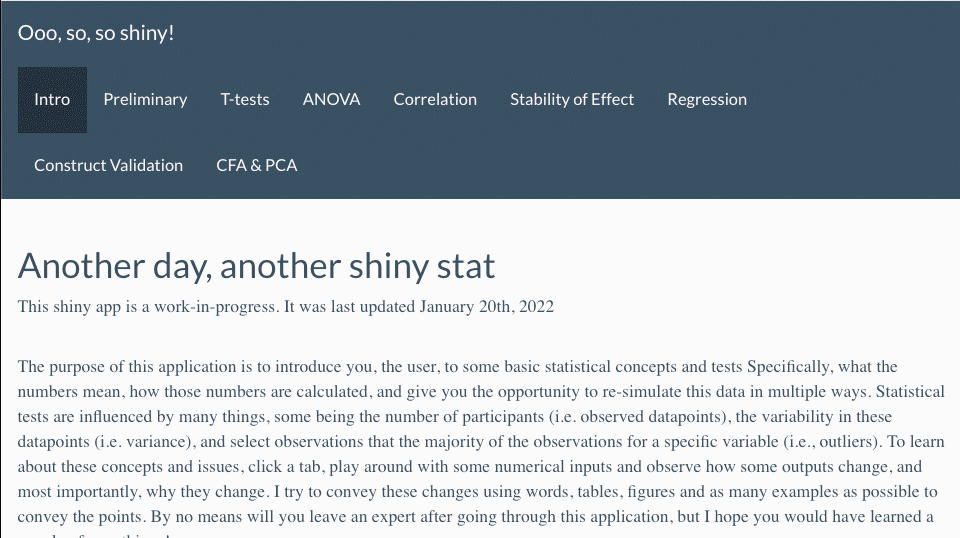 Ooo, so, so shiny!
Intro Preliminary T-tests ANOVA Correlation Stability of Effect Regression
Construct Validation CFA & PCA
Another day, another shiny stat
This shiny app is a work-in-progress. It was last updated January 20th, 2022
The purpose of this application is to introduce you, the user, to some basic statistical concepts and tests Specifically, what the
numbers mean, how those numbers are calculated, and give you the opportunity to re-simulate this data in multiple ways. Statistical
tests are influenced by many things, some being the number of participants (i.e. observed datapoints), the variability in these
datapoints (i.e. variance), and select observations that the majority of the observations for a specific variable (i.e., outliers). To learn
about these concepts and issues, click a tab, play around with some numerical inputs and observe how some outputs change, and
most importantly, why they change. I try to convey these changes using words, tables, figures and as many examples as possible to
convey the points. By no means will you leave an expert after going through this application, but I hope you would have learned a